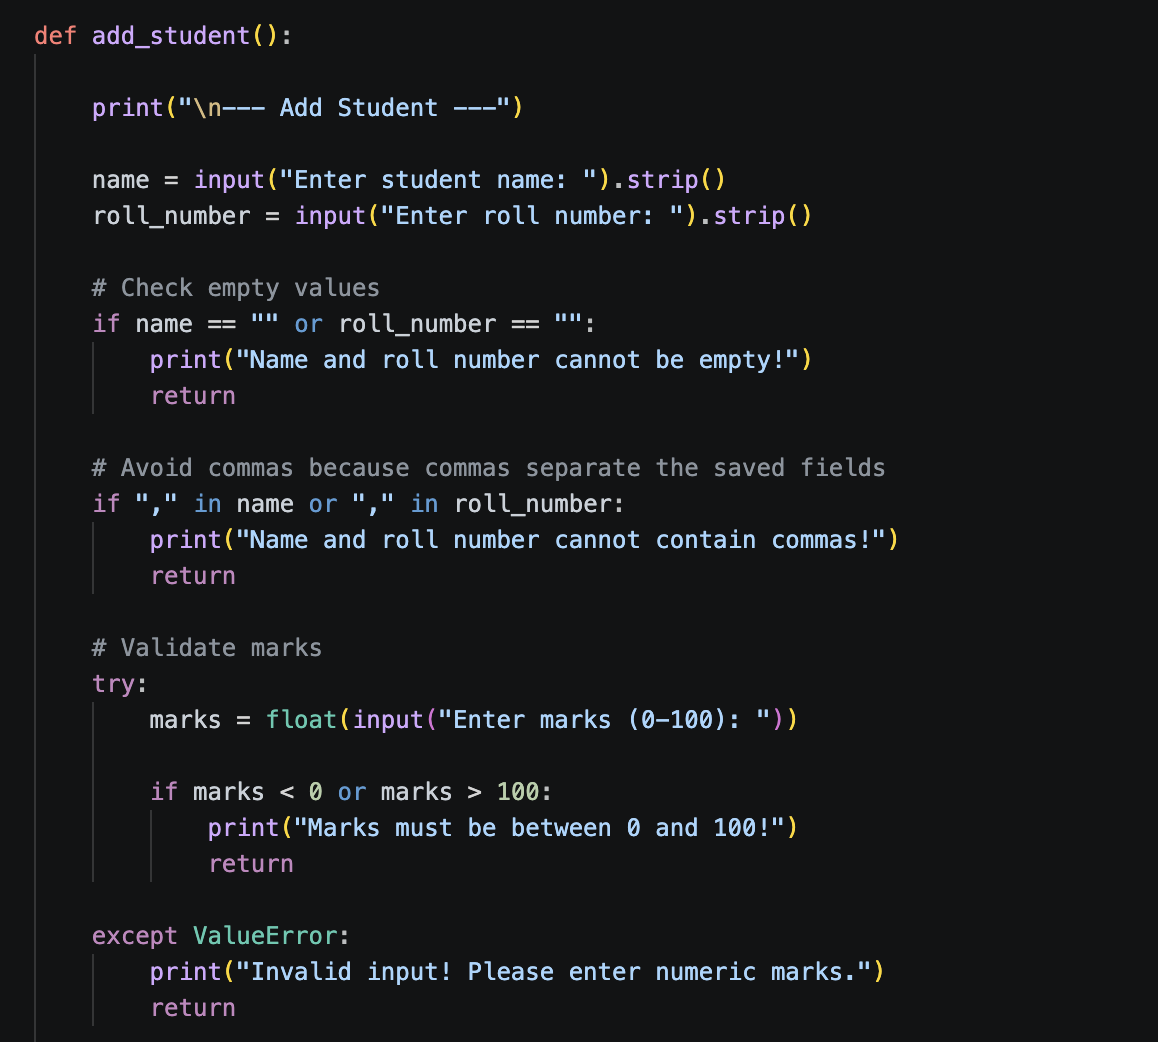 def add_student():
print("\n--- Add Student ---")
name = input("Enter student name: ").strip()
roll_number = input("Enter roll number: ").strip()
# Check empty values
if name == "" or roll_number == "":
print("Name and roll number cannot be empty!")
return
# Avoid commas because commas separate the saved fields
if "," in name or "," in roll_number:
print("Name and roll number cannot contain commas!")
return
# Validate marks
try:
marks = float(input("Enter marks (0-100): "))
if marks < 0 or marks > 100:
print("Marks must be between 0 and 100!")
return
except ValueError:
print("Invalid input! Please enter numeric marks.")
return